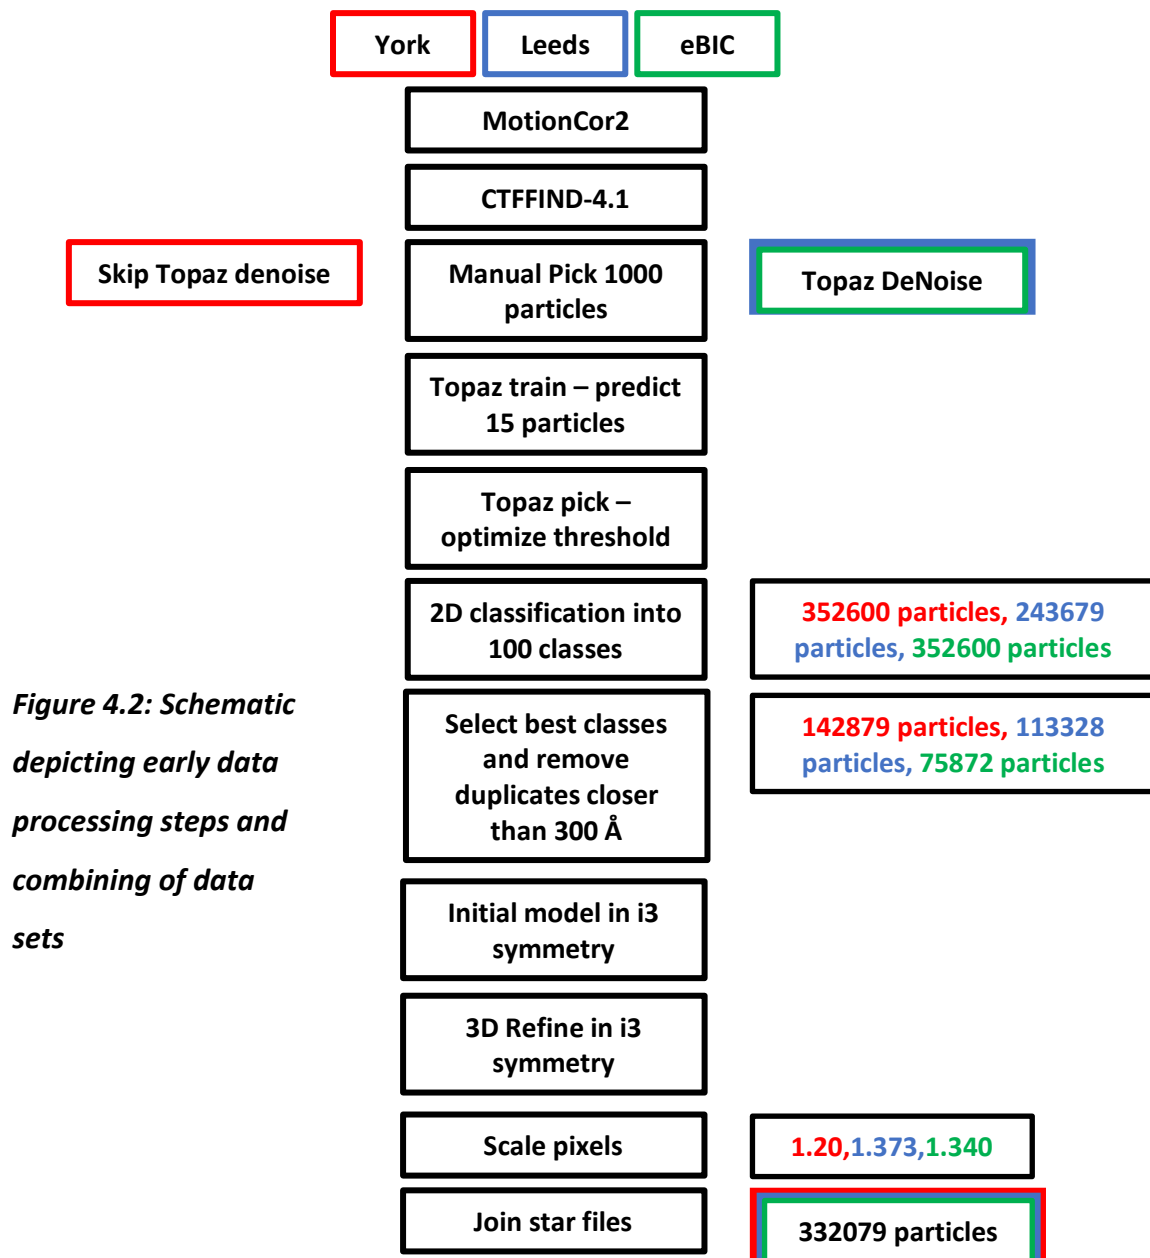 York
Leeds
eBIC
MotionCor2
CTFFIND-4.1
Skip Topaz denoise
Manual Pick 1000
particles
Topaz DeNoise
Topaz train – predict
15 particles
Topaz pick –
optimize threshold
2D classification into
100 classes
352600 particles, 243679
particles, 352600 particles
Select best classes
and remove
duplicates closer
than 300 Å
142879 particles, 113328
particles, 75872 particles
Figure 4.2: Schematic
depicting early data
processing steps and
combining of data
sets
Initial model in i3
symmetry
3D Refine in i3
symmetry
Scale pixels
1.20,1.373,1.340
Join star files
332079 particles